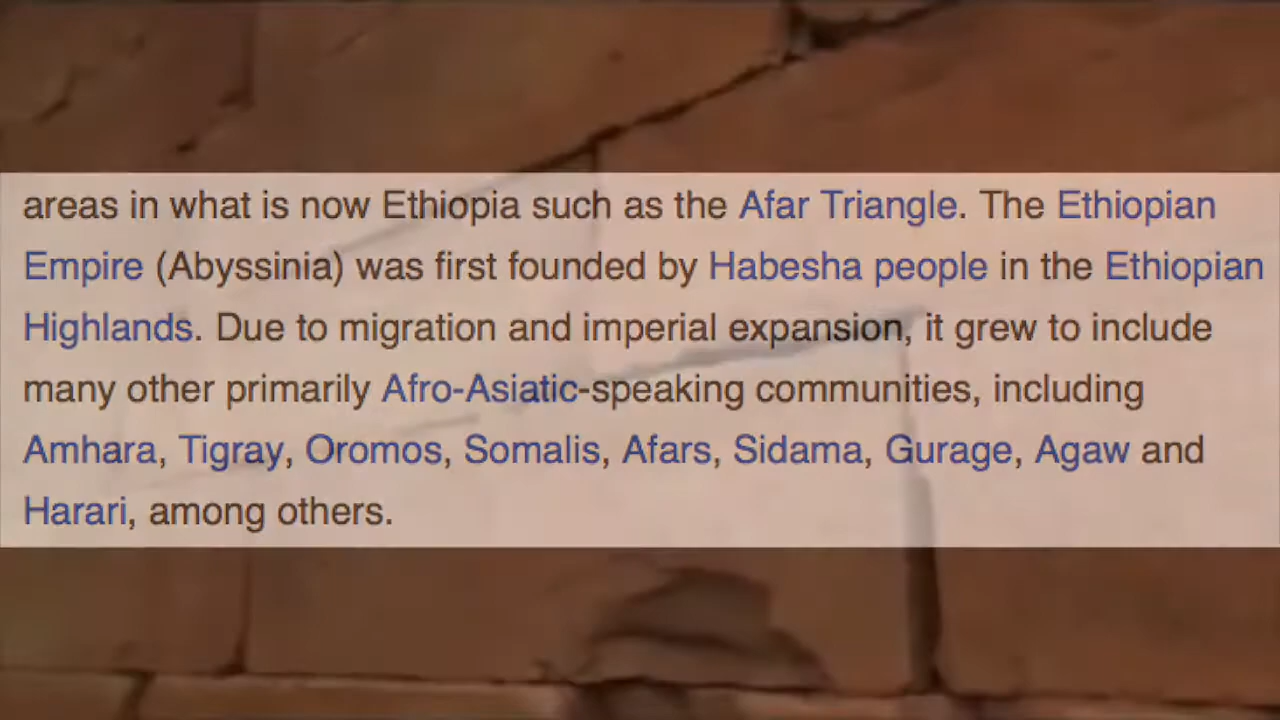 areas in what is now Ethiopia such as the Afar Triangle. The Ethiopian
Empire (Abyssinia) was first founded by Habesha people in the Ethiopian
Highlands. Due to migration and imperial expansion, it grew to include
many other primarily Afro-Asiatic-speaking communities, including
Amhara, Tigray, Oromos, Somalis, Afars, Sidama, Gurage, Agaw and
Harari, among others.